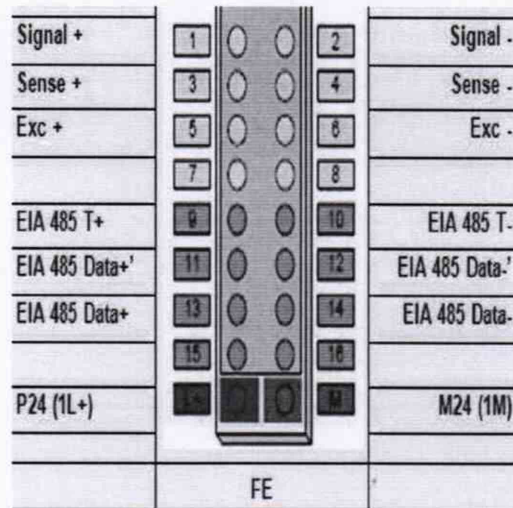 Signal + 1 2 Signal -
Sense + 3 4 Sense -
Exc + 5 6 Exc -
7 8
EIA 485 T+ 9 10 EIA 485 T-
EIA 485 Data+' 11 12 EIA 485 Data-'
EIA 485 Data+ 13 14 EIA 485 Data-
15 16
P24 (1L+) L+ M M24 (1M)
FE